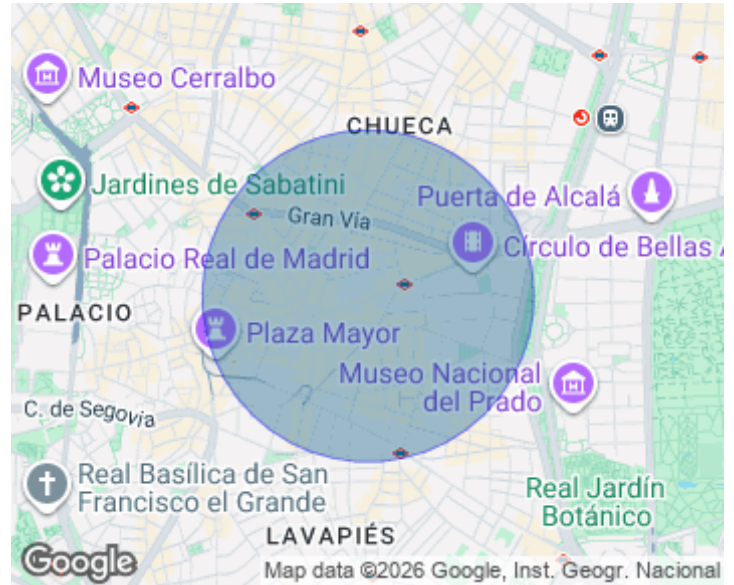 Museo Cerralbo
CHUECA
Jardines de Sabatini
Puerta de Alcalá
Gran Vía
Círculo de Bellas A
Palacio Real de Madrid
PALACIO
Plaza Mayor
Museo Nacional
del Prado
C. de Segovia
Real Basílica de San
Francisco el Grande
Real Jardín
Botánico
LAVAPIÉS
Google
Map data ©2026 Google, Inst. Geogr. Nacional